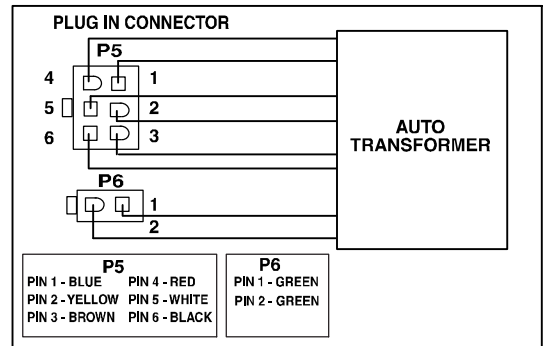 PLUG IN CONNECTOR
P5
4 1
5 2
6 3
AUTO
TRANSFORMER
P6
1
2
P5
PIN 1 - BLUE PIN 4 - RED
PIN 2 - YELLOW PIN 5 - WHITE
PIN 3 - BROWN PIN 6 - BLACK
P6
PIN 1 - GREEN
PIN 2 - GREEN